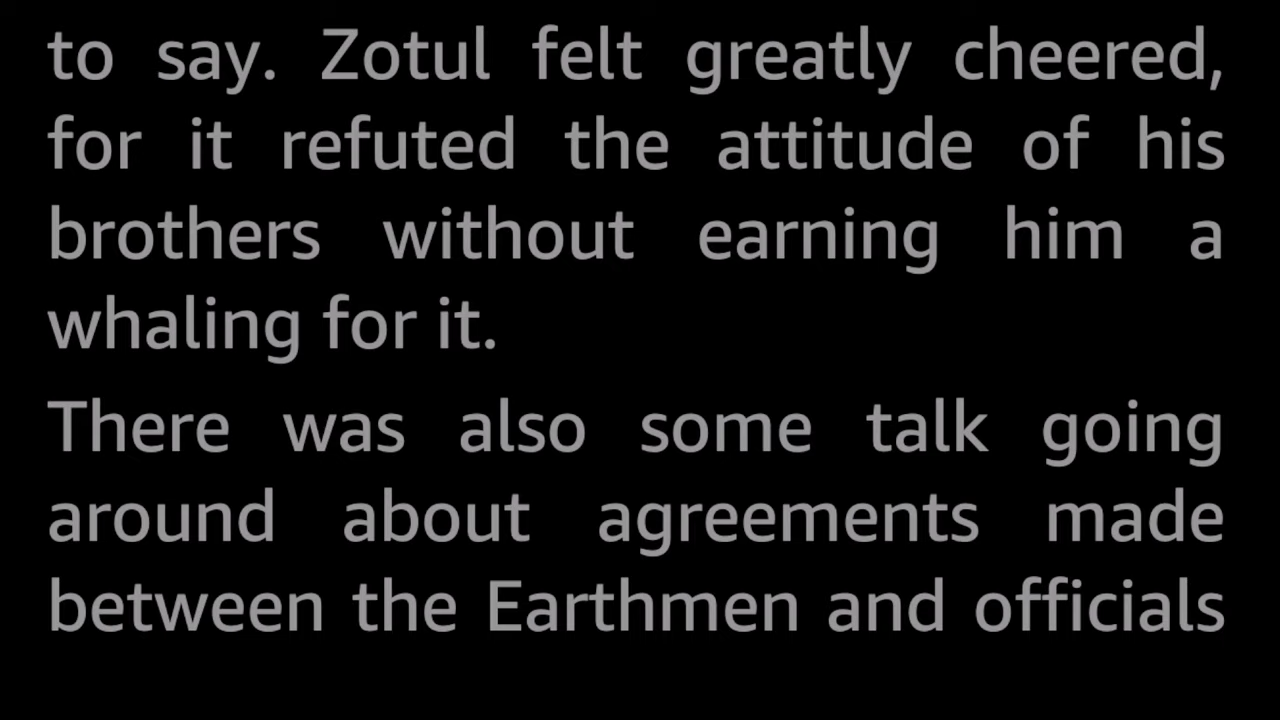 to say. Zotul felt greatly cheered,
for it refuted the attitude of his
brothers without earning him a
whaling for it.
There was also some talk going
around about agreements made
between the Earthmen and officials